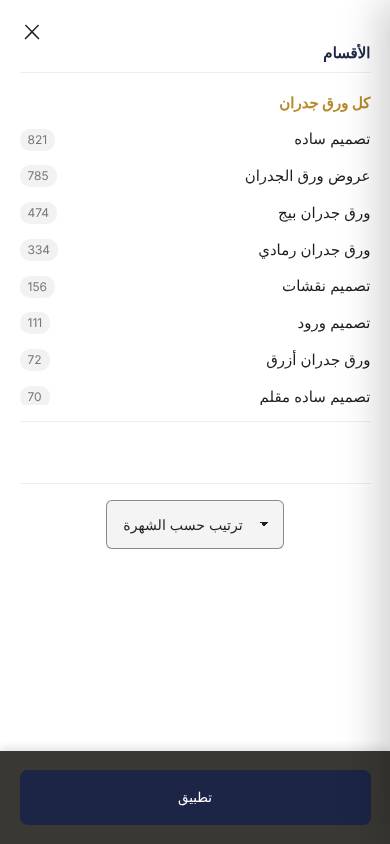 الأقسام
كل ورق جدران
تصميم ساده 821
عروض ورق الجدران 785
ورق جدران بيج 474
ورق جدران رمادي 334
تصميم نقشات 156
تصميم ورود 111
ورق جدران أزرق 72
تصميم ساده مقلم 70
ترتيب حسب الشهرة
تطبيق